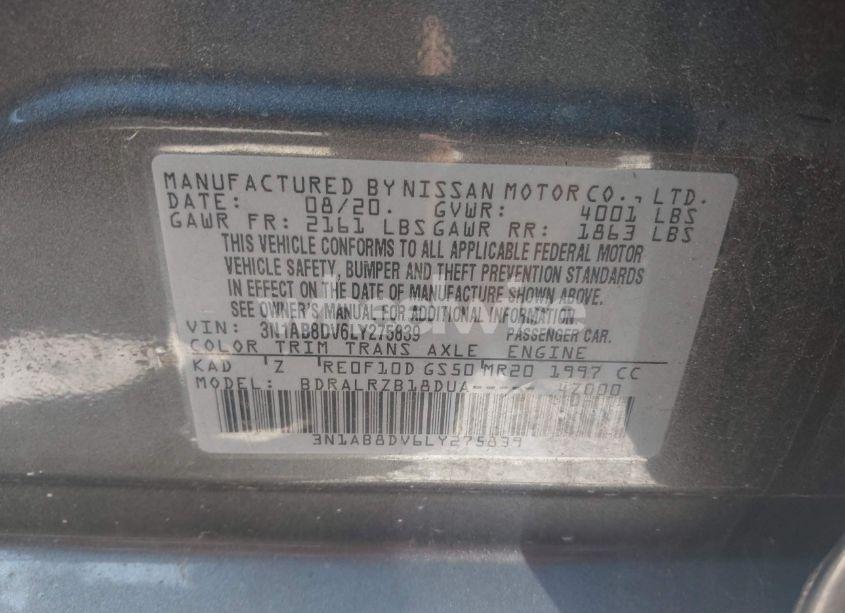 MANUFACTURED BY NISSAN MOTOR CO., LTD.
DATE: 08/20. GVWR: 4001 LBS
GAWR FR: 2161 LBS GAWR RR: 1863 LBS
THIS VEHICLE CONFORMS TO ALL APPLICABLE FEDERAL MOTOR
VEHICLE SAFETY, BUMPER AND THEFT PREVENTION STANDARDS
IN EFFECT ON THE DATE OF MANUFACTURE SHOWN ABOVE.
SEE OWNER'S MANUAL FOR ADDITIONAL INFORMATION.
VIN: 3N1AB8DV6LY275839 PASSENGER CAR.
COLOR TRIM TRANS AXLE ENGINE
KAD Z RE0F10D GS50 MR20 1997 CC
MODEL: BDRALRZB18DUA----- 4Z000
3N1AB8DV6LY275839